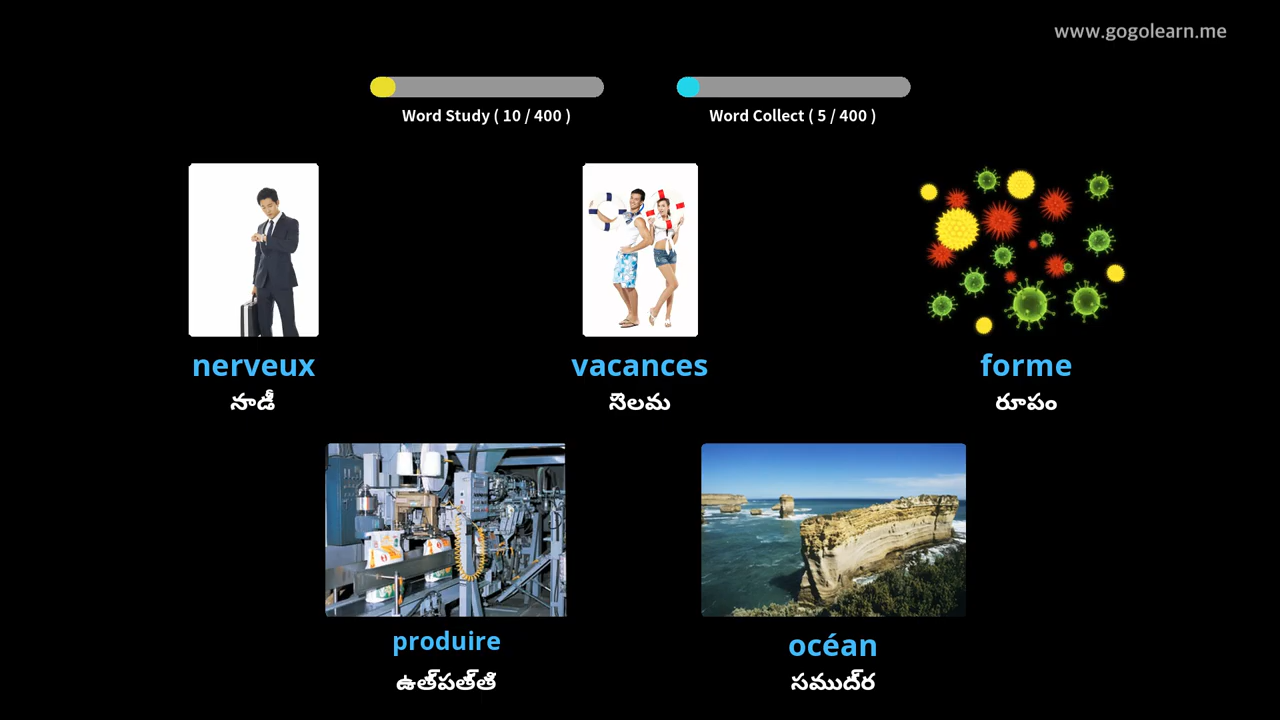 www.gogolearn.me
Word Study ( 10 / 400 )
Word Collect ( 5 / 400 )
nerveux
vacances
forme
నాడీ
సెలవు
రూపం
produire
océan
ఉత్పత్తి
సముద్ర